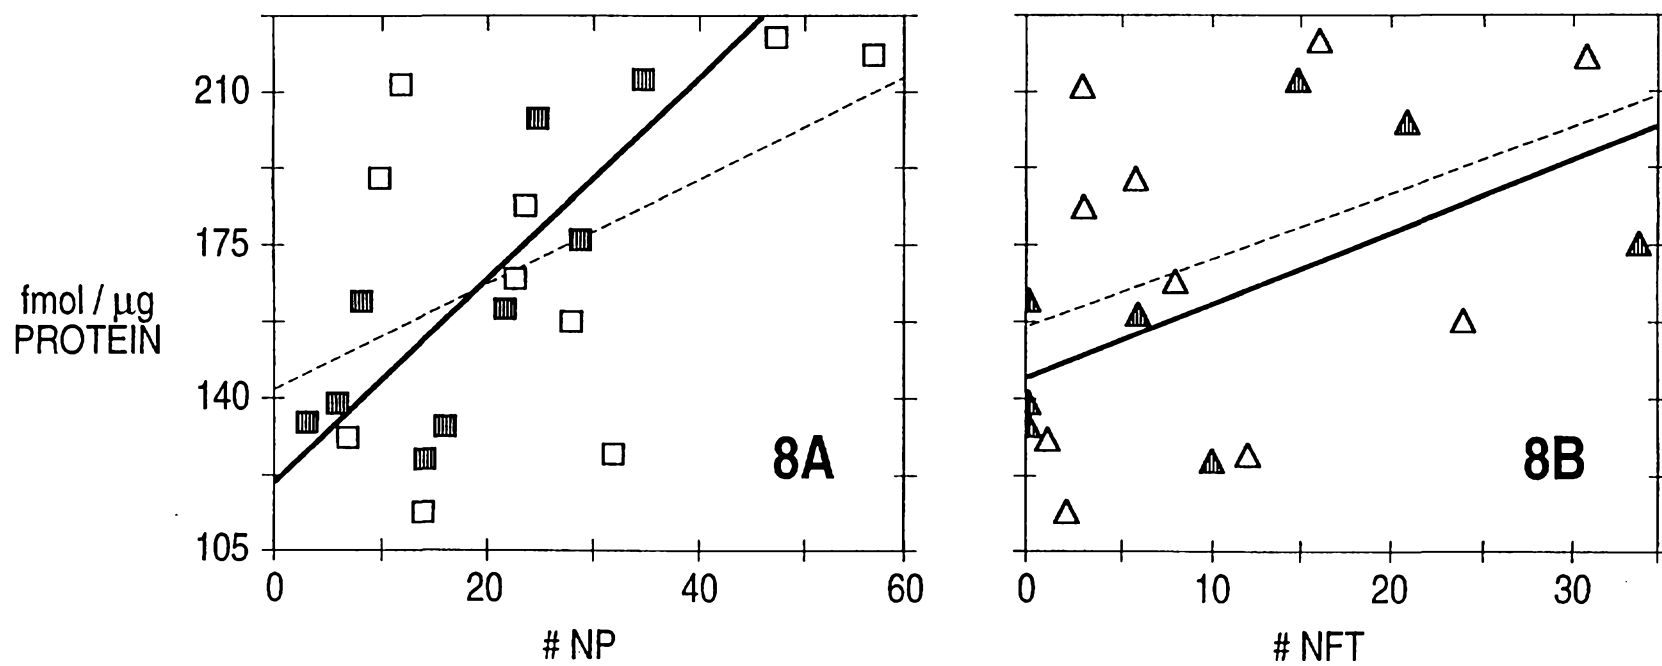 210
175
140
105
fmol / μg
PROTEIN
0 20 40 60
# NP
8A
0 10 20 30
# NFT
8B